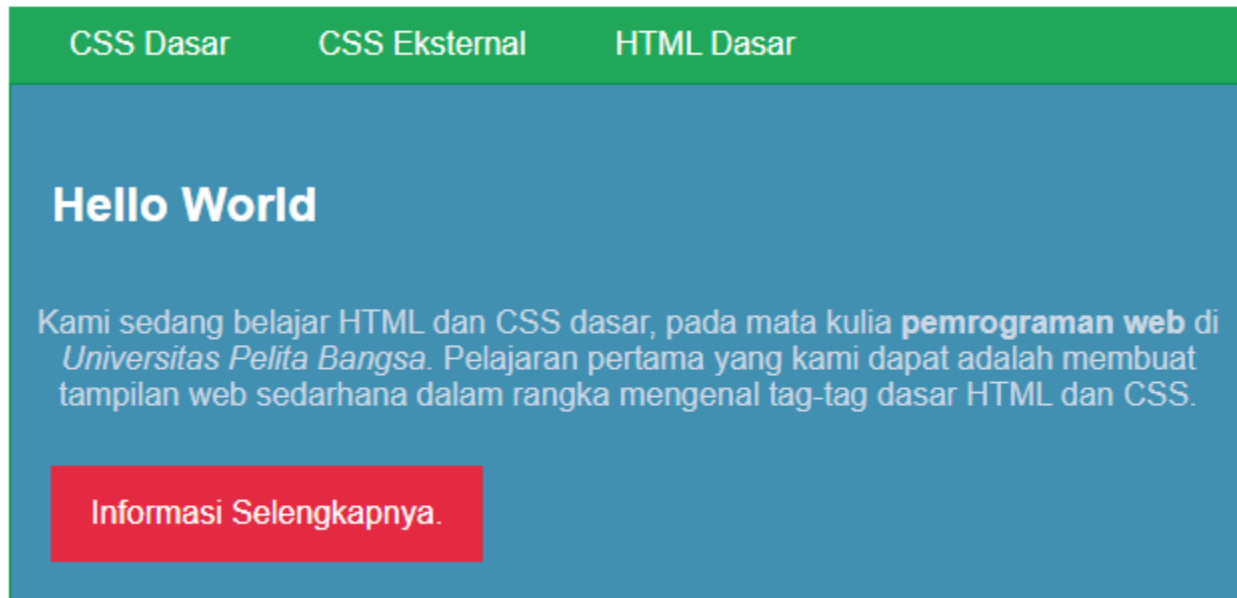 CSS Dasar CSS Eksternal HTML Dasar
Hello World
Kami sedang belajar HTML dan CSS dasar, pada mata kulia pemrograman web di
Universitas Pelita Bangsa. Pelajaran pertama yang kami dapat adalah membuat
tampilan web sedarhana dalam rangka mengenal tag-tag dasar HTML dan CSS.
Informasi Selengkapnya.